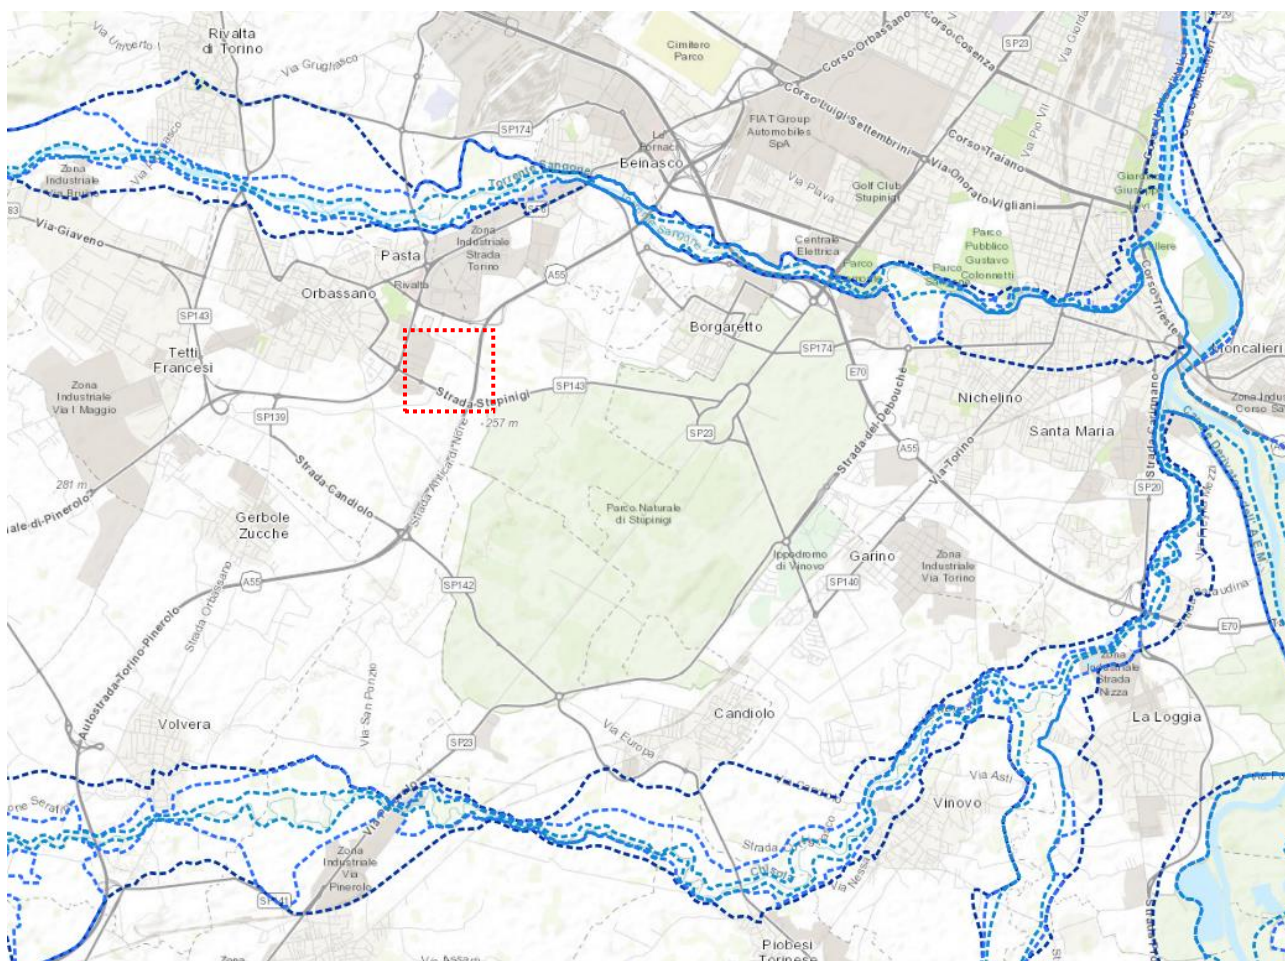 Rivalta
di Torino
Via Umberto I
Via Grugliasco
Cimitero
Parco
Corso-Orbassano
Corso-Cosenza
SP23
SP174
Le
Fornaci
Beinasco
FIAT Group
Automobiles
SpA
Corso-Luigi-Settembrini
Corso-Traiano
Via Pio VII
Via-Onorato-Vigliani
Via Plava
Golf Club
Stupinigi
Torrente Sangone
Zona
Industriale
83
Via-Giaveno
Pasta
Zona
Industriale
Strada
Torino
Rivalta
A55
Sangone
Centrale
Elettrica
Parco
Pubblico
Gustavo
Colonnetti
Parco
Orbassano
SP143
Tetti
Francesi
Borgaretto
SP174
E70
Corso-Trieste
Moncalieri
Zona
Industriale
Via I Maggio
SP139
Strada-Stupinigi
SP143
257 m
SP23
Strada-del-Debouche
Nichelino
Santa Maria
Strada-Carignano
A55
Via-Torino
281 m
Strada-Candiolo
Strada Antica di None
Gerbole
Zucche
Parco Naturale
di Stupinigi
SP20
Ippodromo
di Vinovo
Garino
Zona
Industriale
Via Torino
A55
SP142
SP140
E70
Strada Orbassano
Autostrada-Torino-Pinerolo
Via San Ponzio
Zona
Industriale
Strada
Nizza
Volvera
SP23
Candiolo
Via-Europa
La Loggia
Via Asti
Vinovo
Zona
Industriale
Via
Pinerolo
Chisola
SP141
Piobesi
Torinese
Zona